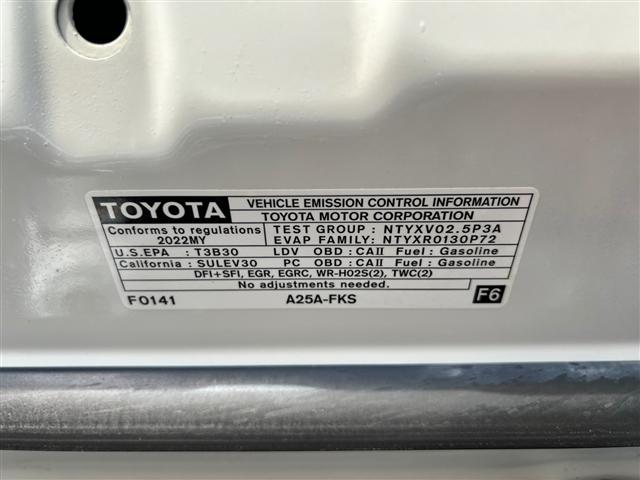 TOYOTA VEHICLE EMISSION CONTROL INFORMATION
TOYOTA MOTOR CORPORATION
Conforms to regulations TEST GROUP : NTYXV02.5P3A
2022MY EVAP FAMILY: NTYXR0130P72
U.S.EPA : T3B30 LDV OBD : CAII Fuel : Gasoline
California : SULEV30 PC OBD : CAII Fuel : Gasoline
DFI+SFI, EGR, EGRC, WR-HO2S(2), TWC(2)
No adjustments needed.
F0141 A25A-FKS F6